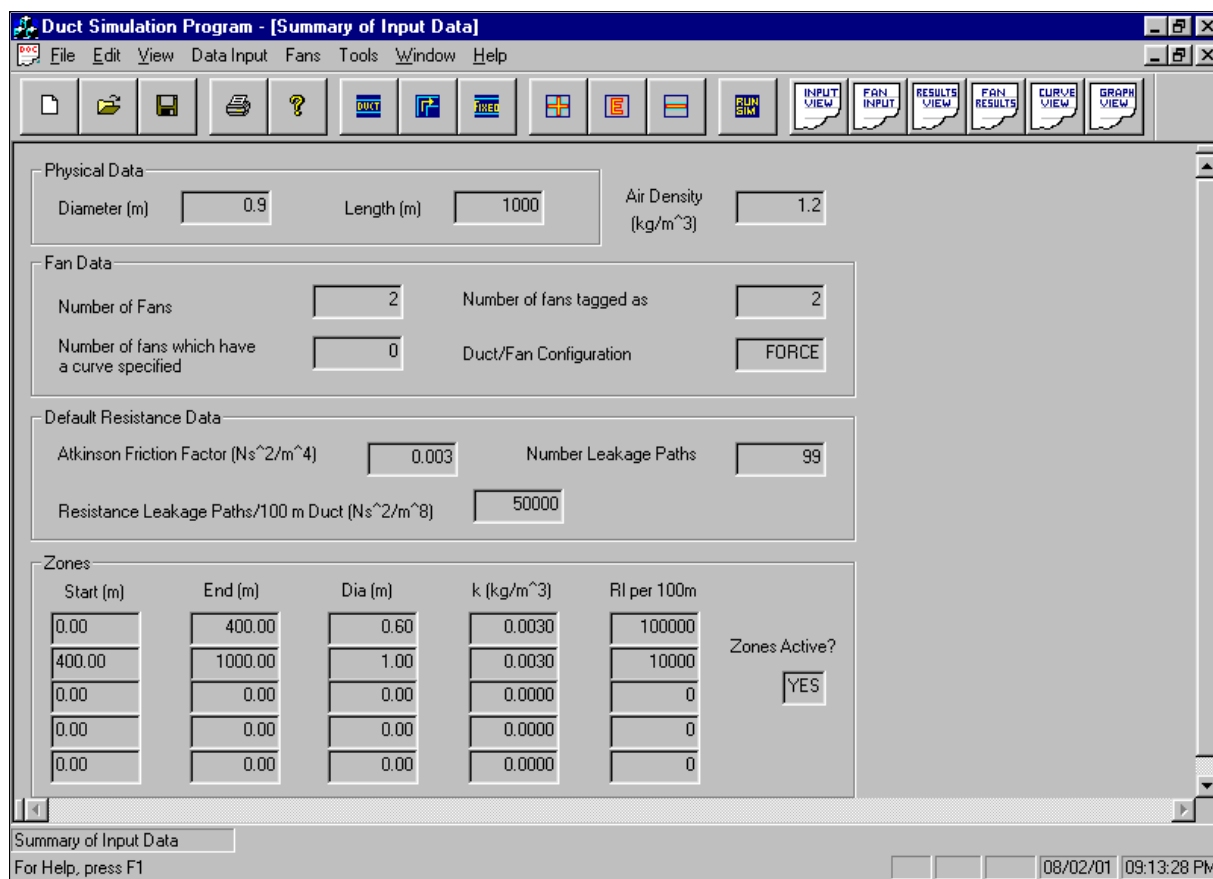 Duct Simulation Program - [Summary of Input Data]
DOC File Edit View Data Input Fans Tools Window Help
? DUCT FIXED E RUN SIM INPUT VIEW FAN INPUT RESULTS VIEW FAN RESULTS CURVE VIEW GRAPH VIEW
Physical Data
Diameter (m) 0.9 Length (m) 1000 Air Density (kg/m^3) 1.2
Fan Data
Number of Fans 2 Number of fans tagged as 2
Number of fans which have a curve specified 0 Duct/Fan Configuration FORCE
Default Resistance Data
Atkinson Friction Factor (Ns^2/m^4) 0.003 Number Leakage Paths 99
Resistance Leakage Paths/100 m Duct (Ns^2/m^8) 50000
Zones
Start (m) End (m) Dia (m) k (kg/m^3) Rl per 100m
0.00 400.00 0.60 0.0030 100000
Zones Active?
400.00 1000.00 1.00 0.0030 10000
YES
0.00 0.00 0.00 0.0000 0
0.00 0.00 0.00 0.0000 0
0.00 0.00 0.00 0.0000 0
Summary of Input Data
For Help, press F1 08/02/01 09:13:28 PM